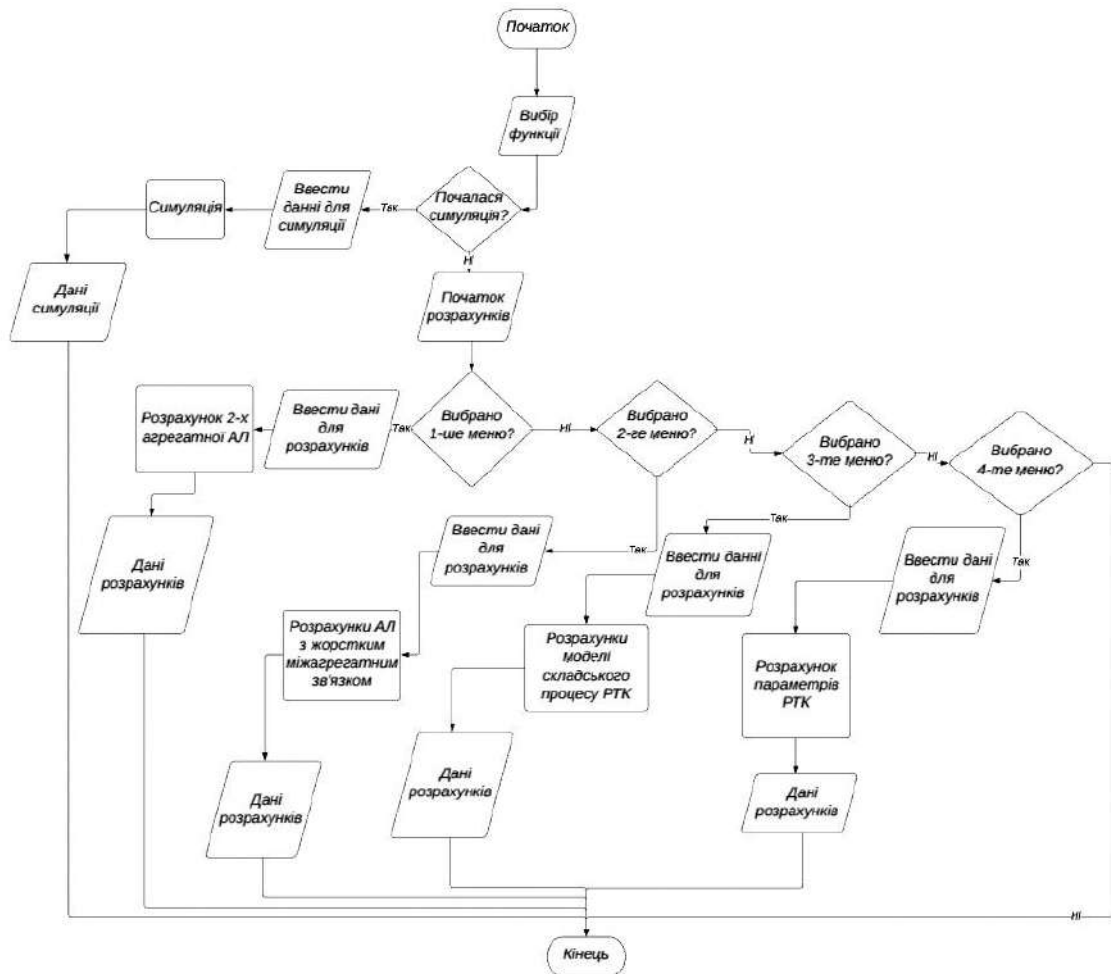 Початок
Вибір
функції
Почалася
симуляція?
Так
Ввести
данні для
симуляції
Симуляція
Дані
симуляції
Ні
Початок
розрахунків
Вибрано
1-ше меню?
Так
Ввести дані
для
розрахунків
Розрахунок 2-х
агрегатної АЛ
Дані
розрахунків
Ні
Вибрано
2-ге меню?
Так
Ввести дані
для
розрахунків
Розрахунки АЛ
з жорстким
міжагрегатним
зв'язком
Дані
розрахунків
Ні
Вибрано
3-те меню?
Так
Ввести данні
для
розрахунків
Розрахунки
моделі
складського
процесу РТК
Дані
розрахунків
Ні
Вибрано
4-те меню?
Так
Ввести дані
для
розрахунків
Розрахунок
параметрів
РТК
Дані
розрахунків
Ні
Кінець